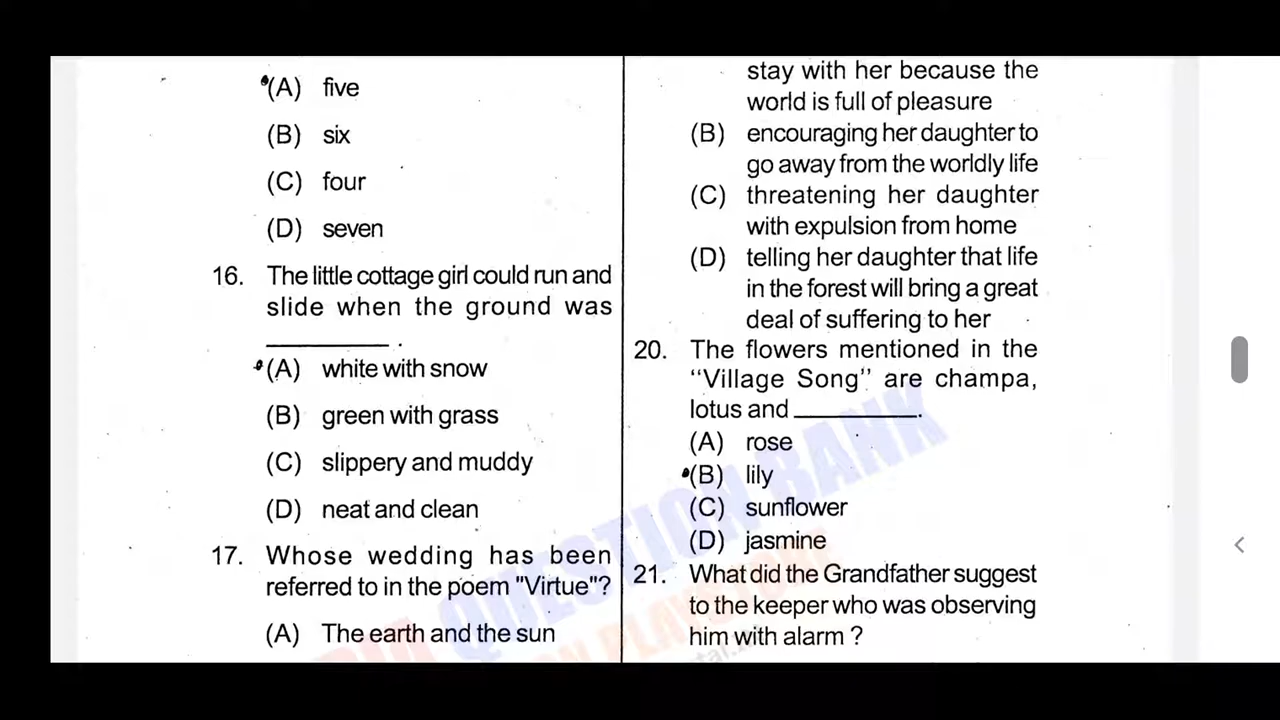 (A) five
(B) six
(C) four
(D) seven
16. The little cottage girl could run and
slide when the ground was
__________ .
(A) white with snow
(B) green with grass
(C) slippery and muddy
(D) neat and clean
17. Whose wedding has been
referred to in the poem "Virtue"?
(A) The earth and the sun
stay with her because the
world is full of pleasure
(B) encouraging her daughter to
go away from the worldly life
(C) threatening her daughter
with expulsion from home
(D) telling her daughter that life
in the forest will bring a great
deal of suffering to her
20. The flowers mentioned in the
"Village Song" are champa,
lotus and __________.
(A) rose
(B) lily
(C) sunflower
(D) jasmine
21. What did the Grandfather suggest
to the keeper who was observing
him with alarm ?
QUESTION BANK
ON PLAYSTORE